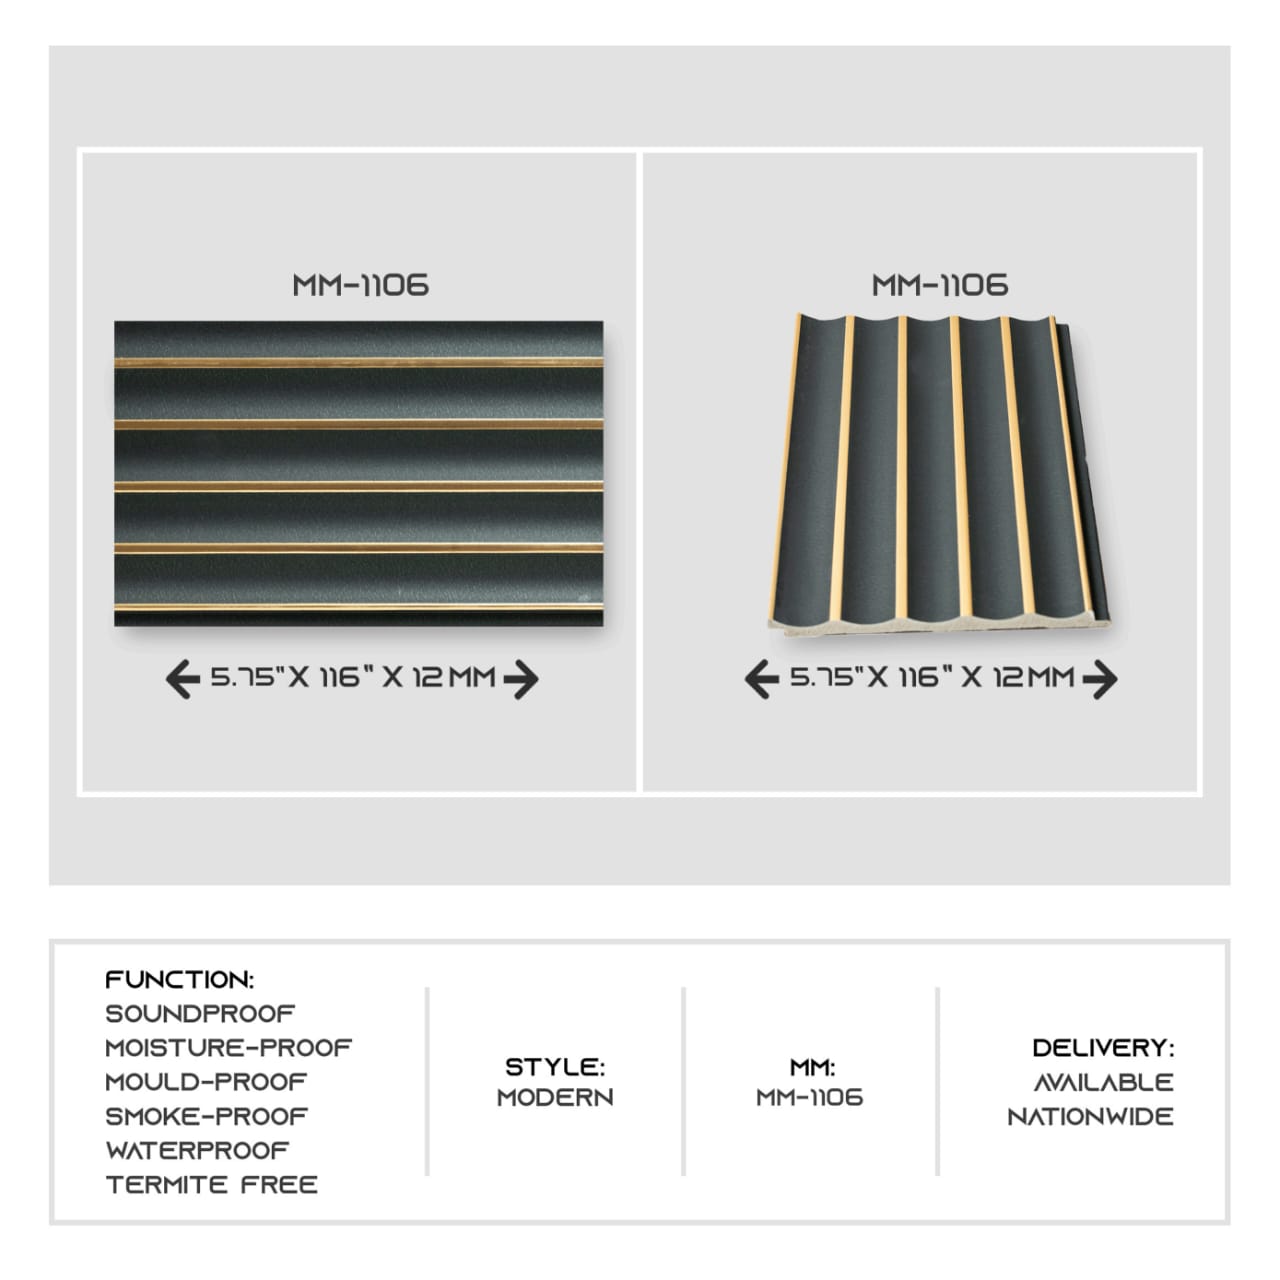 MM-1106
5.75"X 116" X 12MM
MM-1106
5.75"X 116" X 12MM
FUNCTION:
SOUNDPROOF
MOISTURE-PROOF
MOULD-PROOF
SMOKE-PROOF
WATERPROOF
TERMITE FREE
STYLE:
MODERN
MM:
MM-1106
DELIVERY:
AVAILABLE
NATIONWIDE